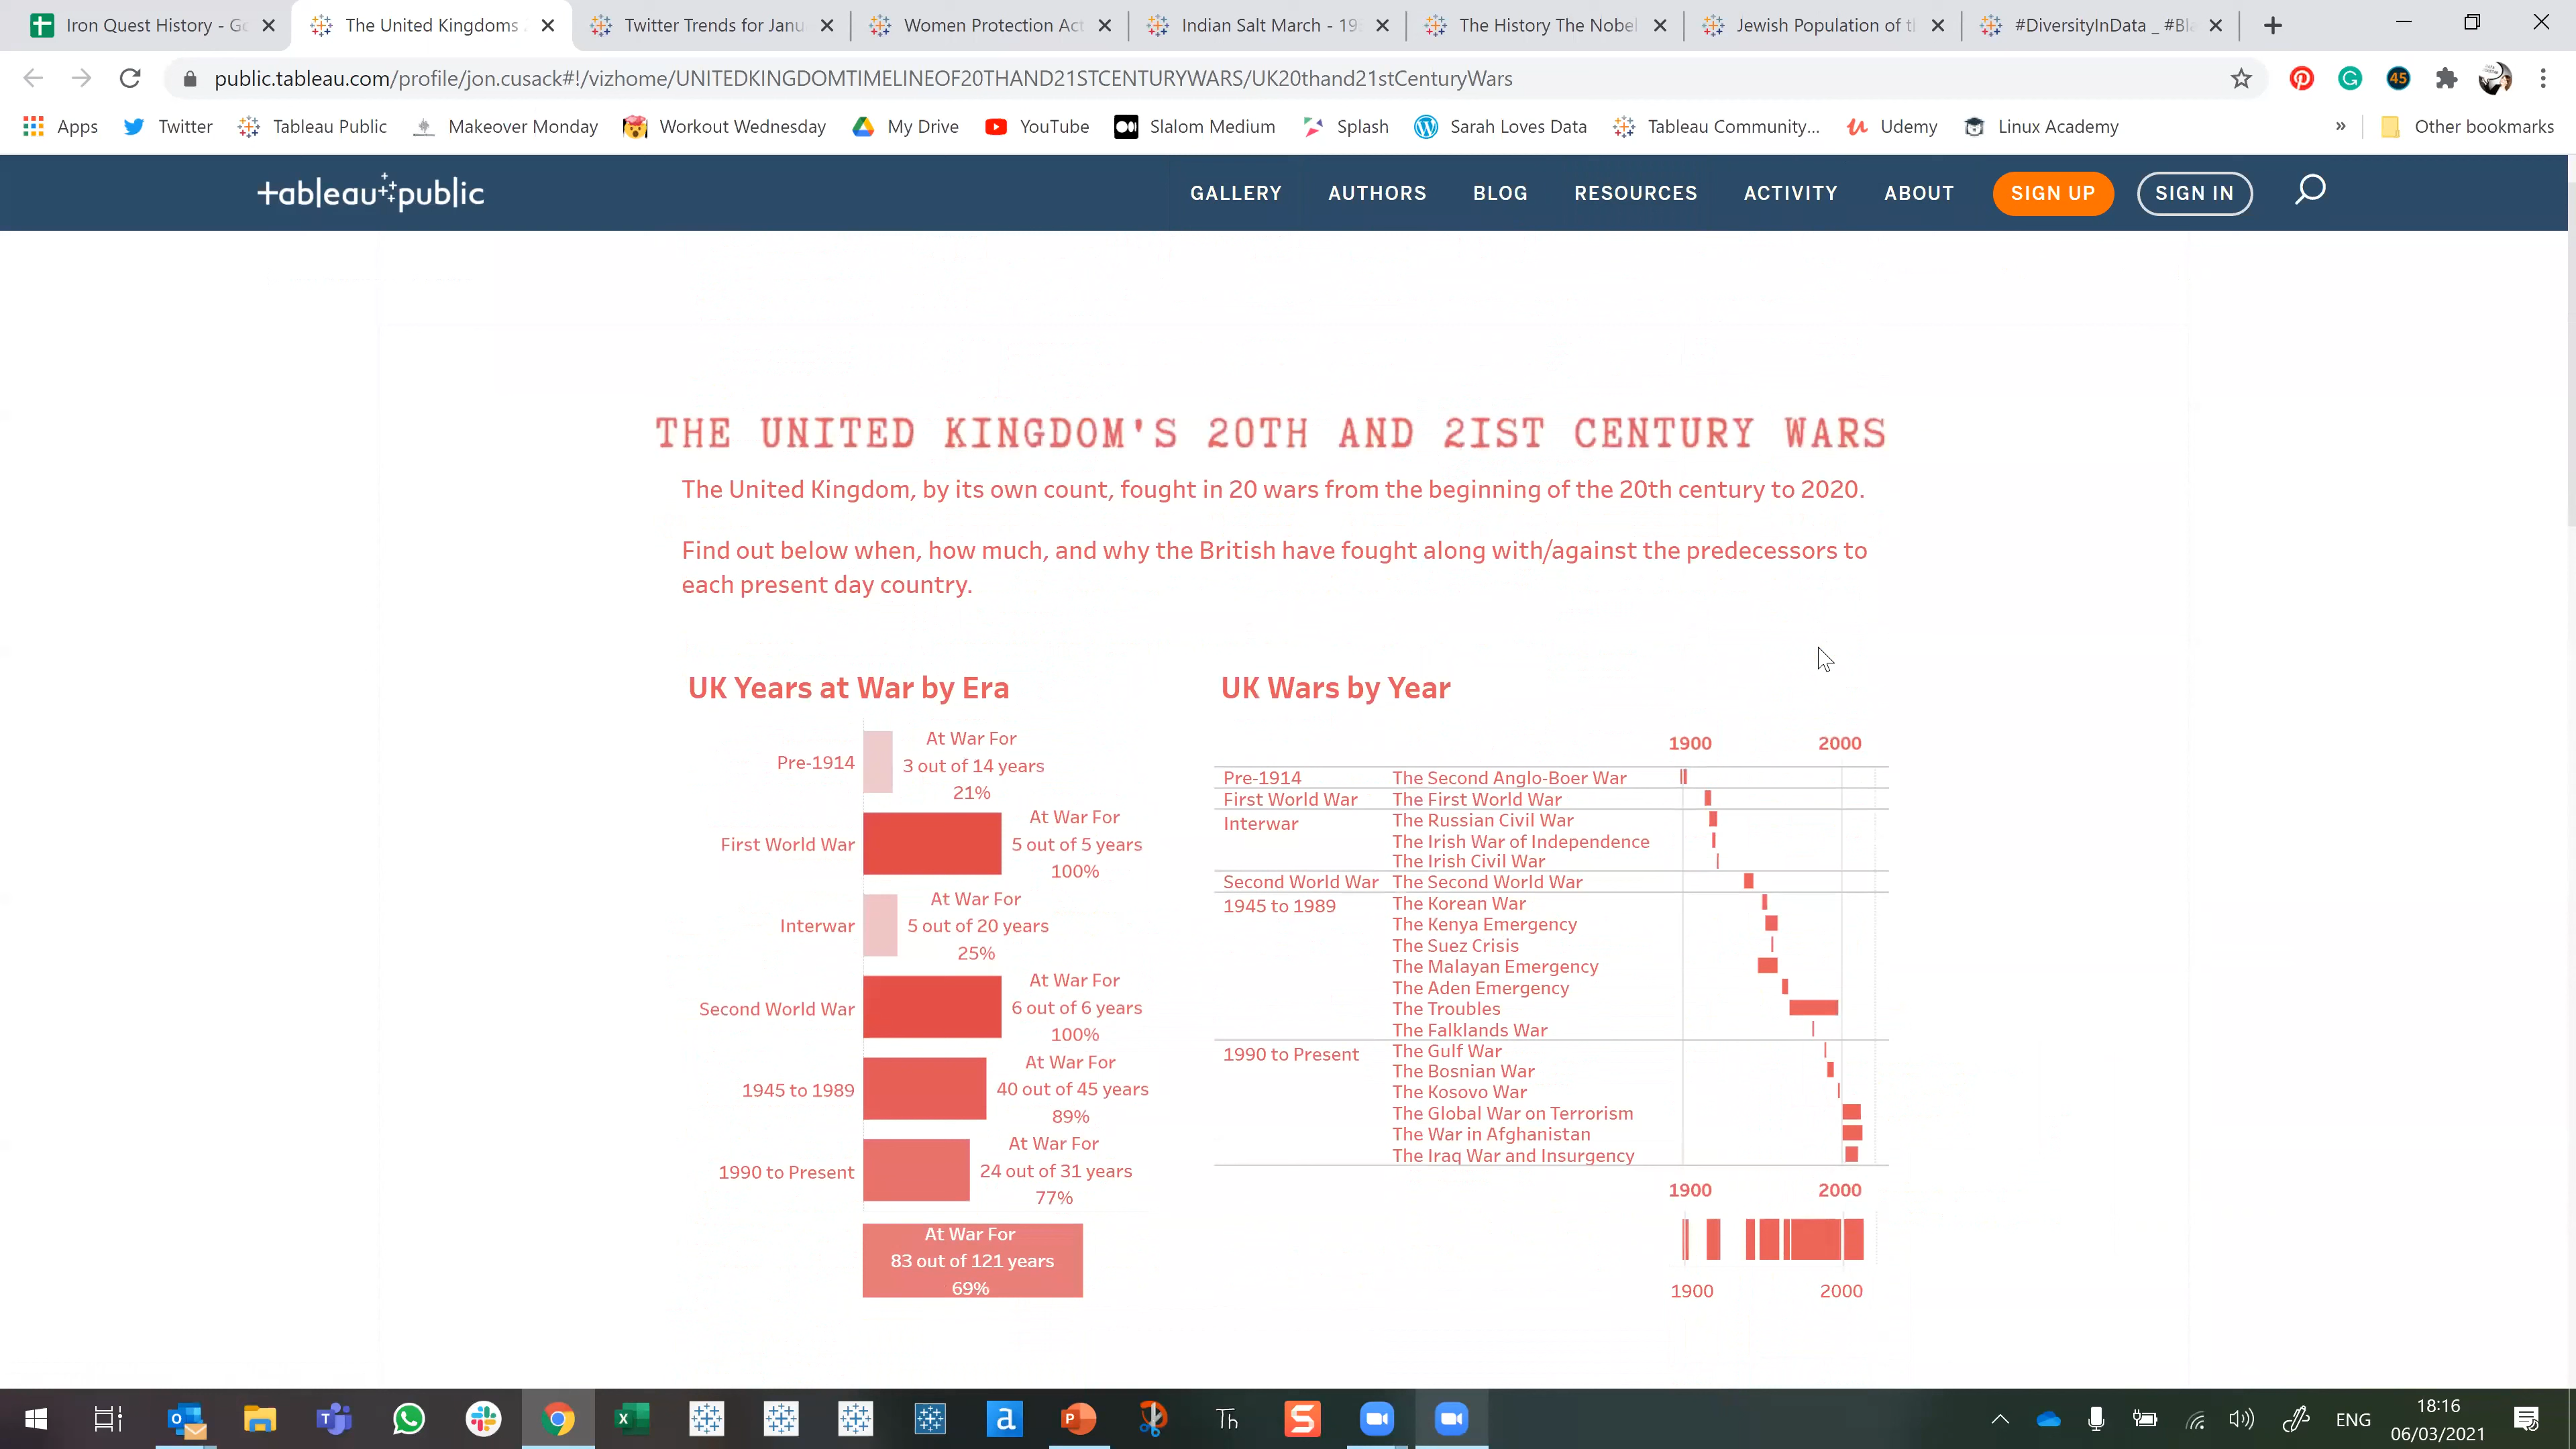 Iron Quest History - Go
The United Kingdoms
Twitter Trends for Janu
Women Protection Act
Indian Salt March - 19
The History The Nobel
Jewish Population of t
#DiversityInData _ #Bla
public.tableau.com/profile/jon.cusack#!/vizhome/UNITEDKINGDOMTIMELINEOF20THAND21STCENTURYWARS/UK20thand21stCenturyWars
45
Apps
Twitter
Tableau Public
Makeover Monday
Workout Wednesday
My Drive
YouTube
Slalom Medium
Splash
Sarah Loves Data
Tableau Community...
Udemy
Linux Academy
»
Other bookmarks
+ableau public
GALLERY
AUTHORS
BLOG
RESOURCES
ACTIVITY
ABOUT
SIGN UP
SIGN IN
THE UNITED KINGDOM'S 20TH AND 21ST CENTURY WARS
The United Kingdom, by its own count, fought in 20 wars from the beginning of the 20th century to 2020.
Find out below when, how much, and why the British have fought along with/against the predecessors to
each present day country.
UK Years at War by Era
Pre-1914
At War For
3 out of 14 years
21%
First World War
At War For
5 out of 5 years
100%
Interwar
At War For
5 out of 20 years
25%
Second World War
At War For
6 out of 6 years
100%
1945 to 1989
At War For
40 out of 45 years
89%
1990 to Present
At War For
24 out of 31 years
77%
At War For
83 out of 121 years
69%
UK Wars by Year
1900 2000
Pre-1914 The Second Anglo-Boer War
First World War The First World War
Interwar The Russian Civil War
The Irish War of Independence
The Irish Civil War
Second World War The Second World War
1945 to 1989 The Korean War
The Kenya Emergency
The Suez Crisis
The Malayan Emergency
The Aden Emergency
The Troubles
The Falklands War
1990 to Present The Gulf War
The Bosnian War
The Kosovo War
The Global War on Terrorism
The War in Afghanistan
The Iraq War and Insurgency
1900 2000
1900 2000
Th
ENG
18:16
06/03/2021